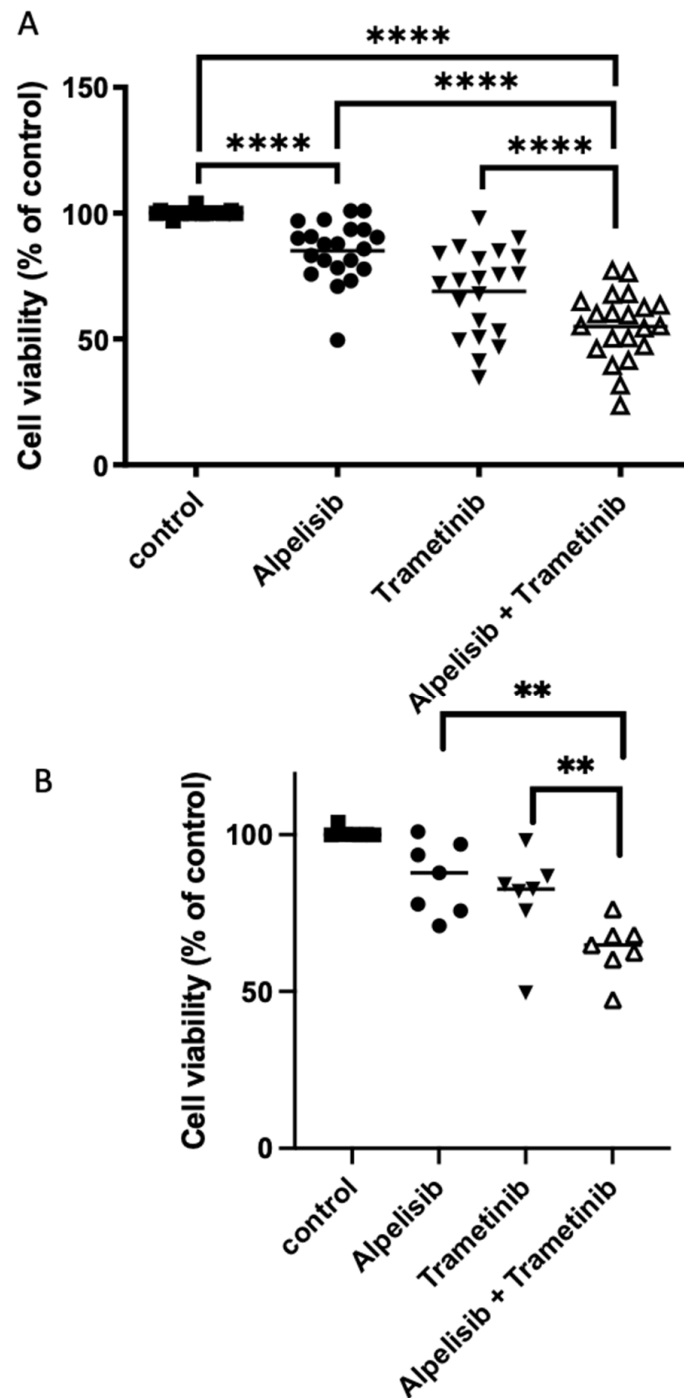 A
****
****
****
****
Cell viability (% of control)
150
100
50
0
control
Alpelisib
Trametinib
Alpelisib + Trametinib
B
**
**
Cell viability (% of control)
100
50
0
control
Alpelisib
Trametinib
Alpelisib + Trametinib